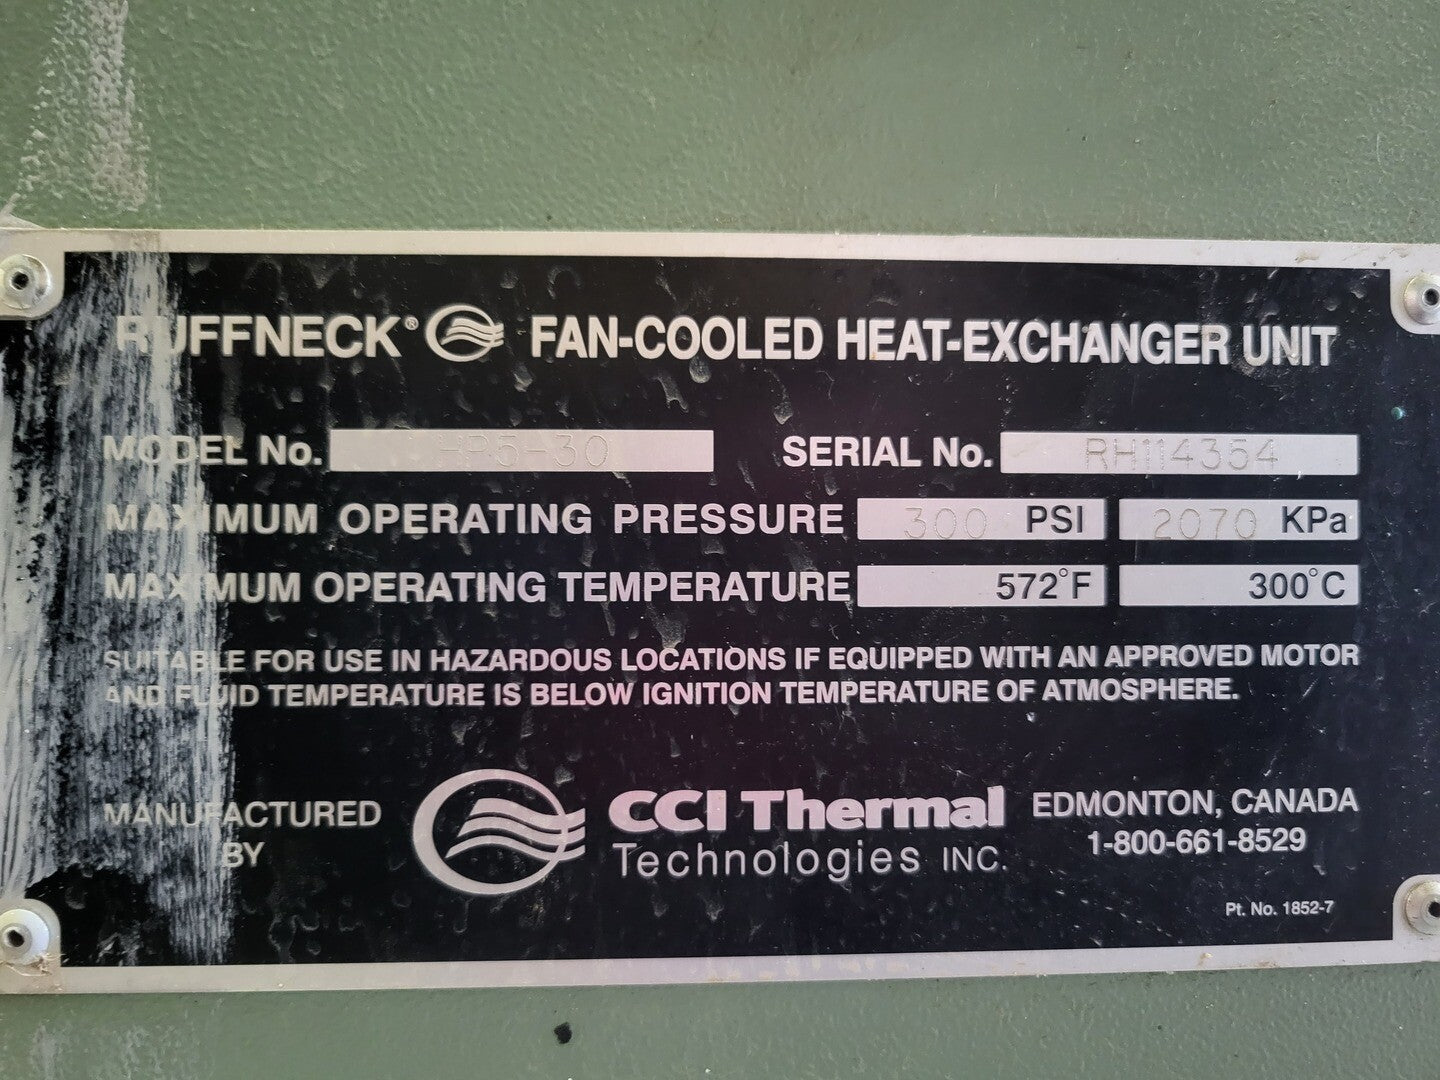 RUFFNECK® FAN-COOLED HEAT-EXCHANGER UNIT
MODEL No. HP5-30 SERIAL No. RH114354
MAXIMUM OPERATING PRESSURE 300 PSI 2070 KPa
MAXIMUM OPERATING TEMPERATURE 572°F 300°C
SUITABLE FOR USE IN HAZARDOUS LOCATIONS IF EQUIPPED WITH AN APPROVED MOTOR
AND FLUID TEMPERATURE IS BELOW IGNITION TEMPERATURE OF ATMOSPHERE.
MANUFACTURED BY
CCI Thermal
Technologies INC.
EDMONTON, CANADA
1-800-661-8529
Pt. No. 1852-7